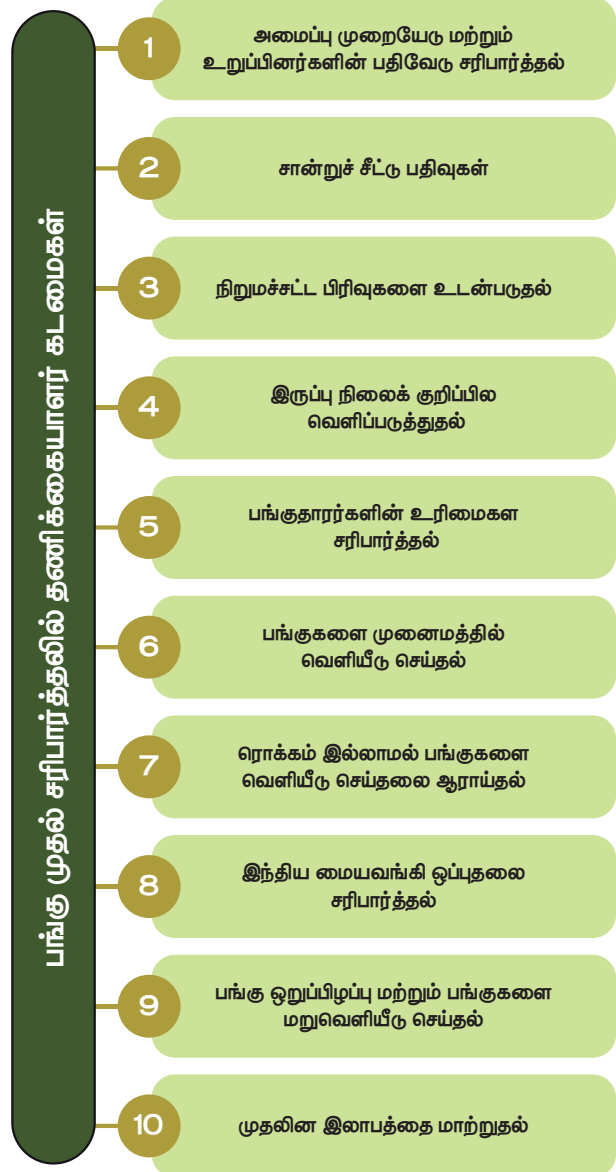 பங்கு முதல் சரிபார்த்தலில் தணிக்கையாளர் கடமைகள்
1
அமைப்பு முறையேடு மற்றும்
உறுப்பினர்களின் பதிவேடு சரிபார்த்தல்
2
சான்றுச் சீட்டு பதிவுகள்
3
நிறுமச்சட்ட பிரிவுகளை உடன்படுதல்
4
இருப்பு நிலைக் குறிப்பில
வெளிப்படுத்துதல்
5
பங்குதாரர்களின் உரிமைகள
சரிபார்த்தல்
6
பங்குகளை முனைமத்தில்
வெளியீடு செய்தல்
7
ரொக்கம் இல்லாமல் பங்குகளை
வெளியீடு செய்தலை ஆராய்தல்
8
இந்திய மையவங்கி ஒப்புதலை
சரிபார்த்தல்
9
பங்கு ஒறுப்பிழப்பு மற்றும் பங்குகளை
மறுவெளியீடு செய்தல்
10
முதலின இலாபத்தை மாற்றுதல்